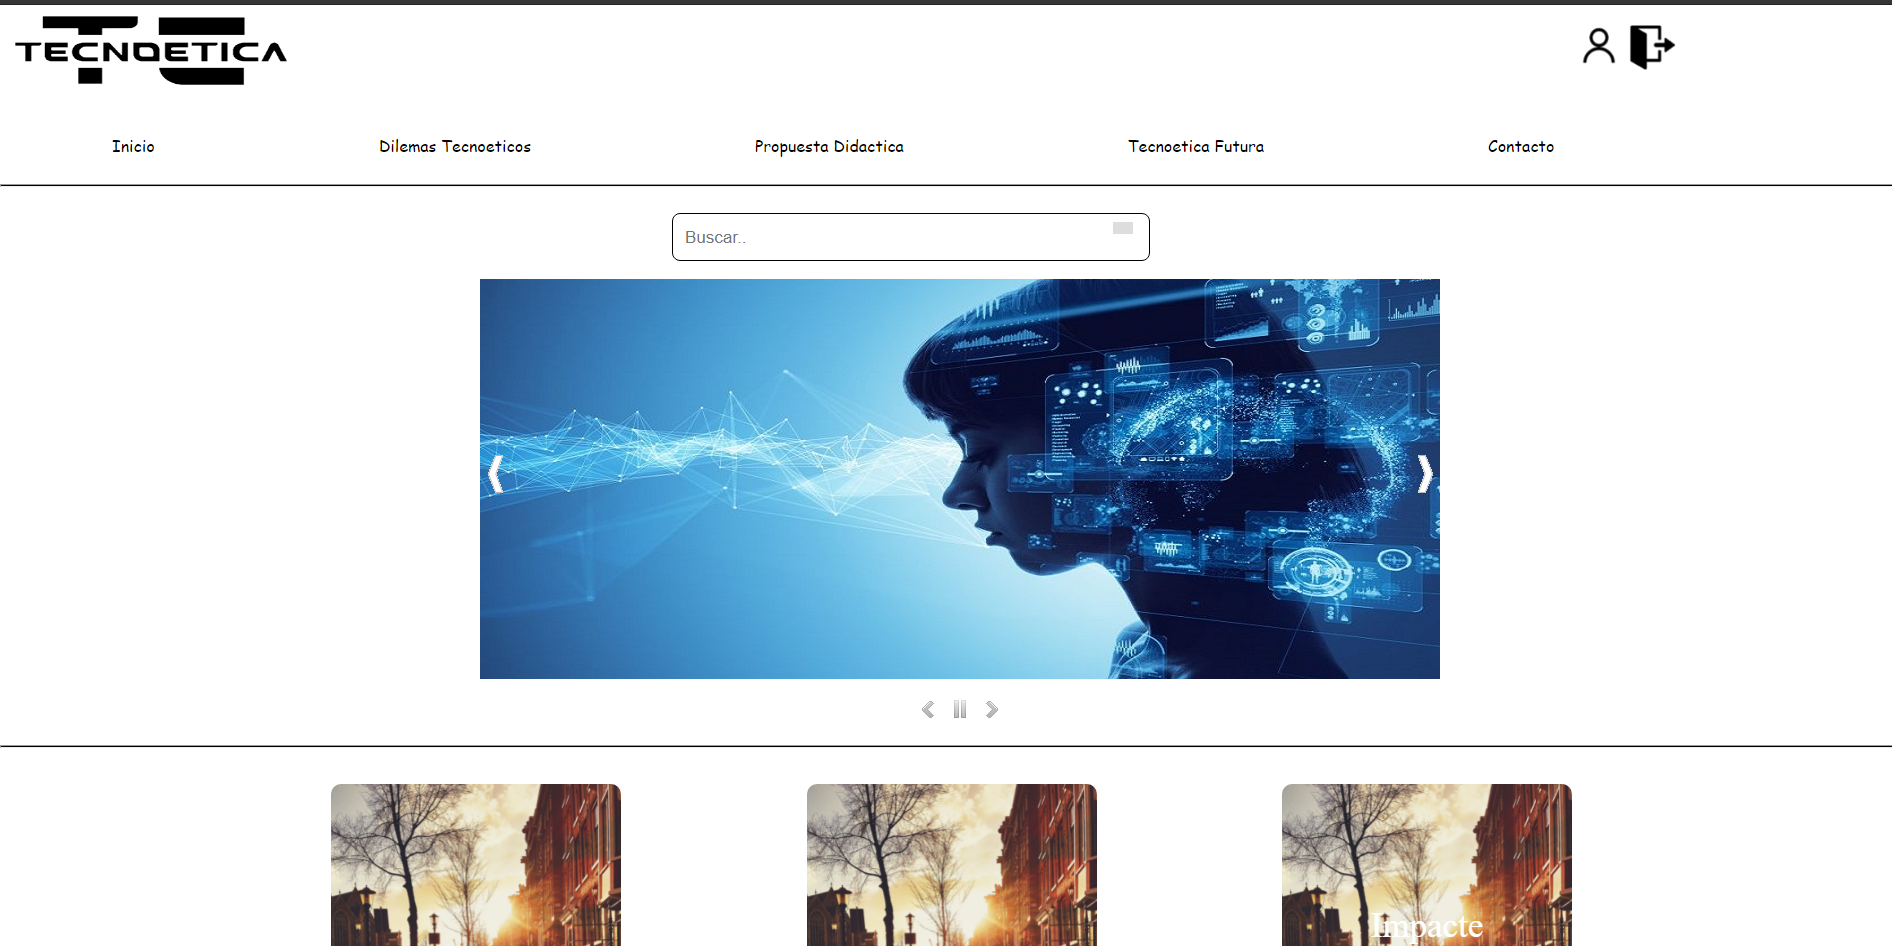 TECNOETICA
Inicio
Dilemas Tecnoeticos
Propuesta Didactica
Tecnoetica Futura
Contacto
Buscar..
Impacte